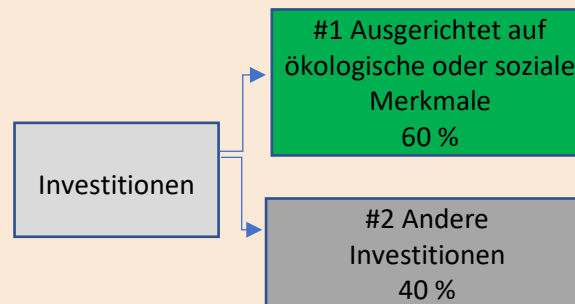 #1 Ausgerichtet auf
ökologische oder soziale
Merkmale
60 %
Investitionen
#2 Andere
Investitionen
40 %